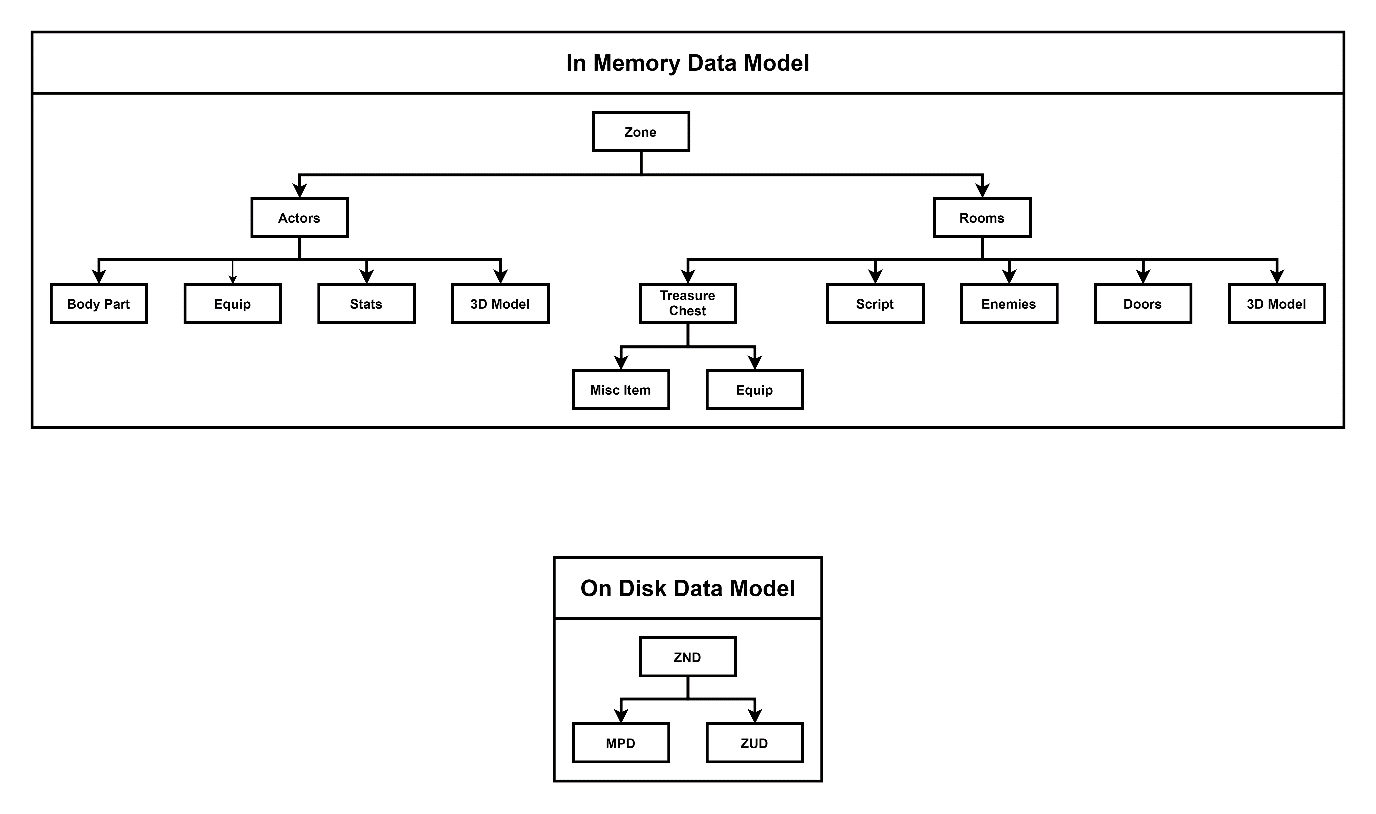 In Memory Data Model
Zone
Actors
Rooms
Body Part
Equip
Stats
3D Model
Treasure
Chest
Script
Enemies
Doors
3D Model
Misc Item
Equip
On Disk Data Model
ZND
MPD
ZUD